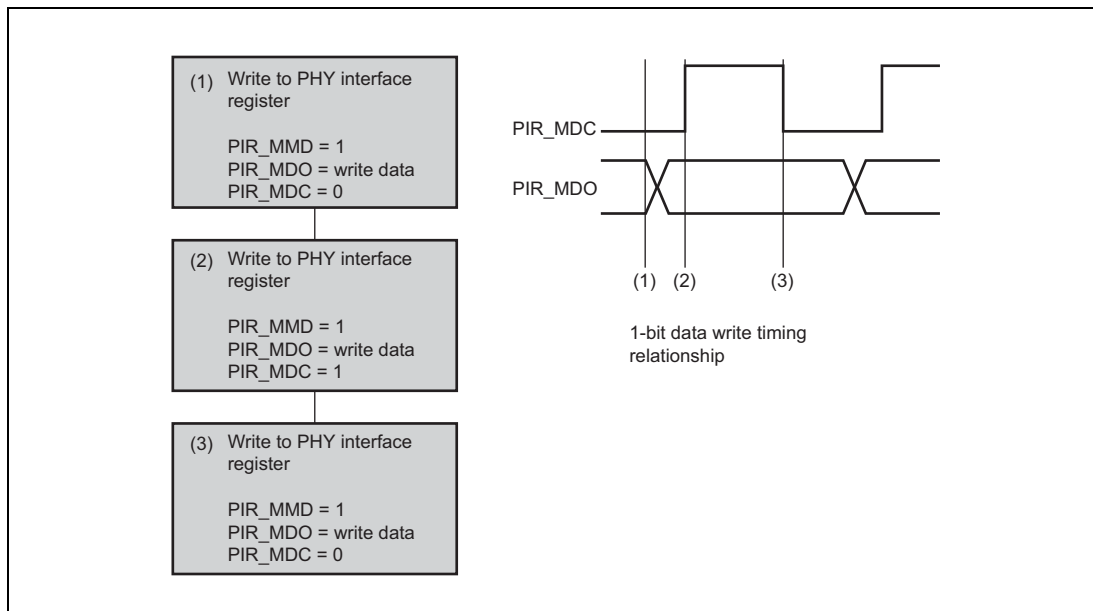 (1) Write to PHY interface
register
PIR_MMD = 1
PIR_MDO = write data
PIR_MDC = 0
(2) Write to PHY interface
register
PIR_MMD = 1
PIR_MDO = write data
PIR_MDC = 1
(3) Write to PHY interface
register
PIR_MMD = 1
PIR_MDO = write data
PIR_MDC = 0
PIR_MDC
PIR_MDO
(1) (2) (3)
1-bit data write timing
relationship